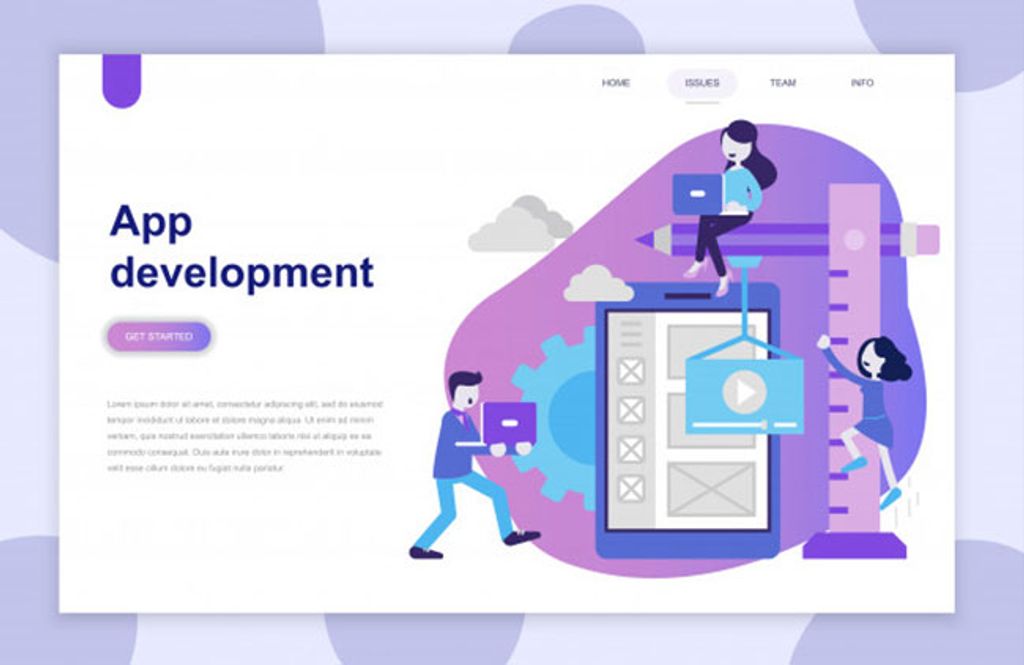 HOME ISSUES TEAM INFO
App
development
GET STARTED
Lorem ipsum dolor sit amet, consectetur adipiscing elit, sed do eiusmod
tempor incididunt ut labore et dolore magna aliqua. Ut enim ad minim
veniam, quis nostrud exercitation ullamco laboris nisi ut aliquip ex ea
commodo consequat. Duis aute irure dolor in reprehenderit in voluptate
velit esse cillum dolore eu fugiat nulla pariatur.